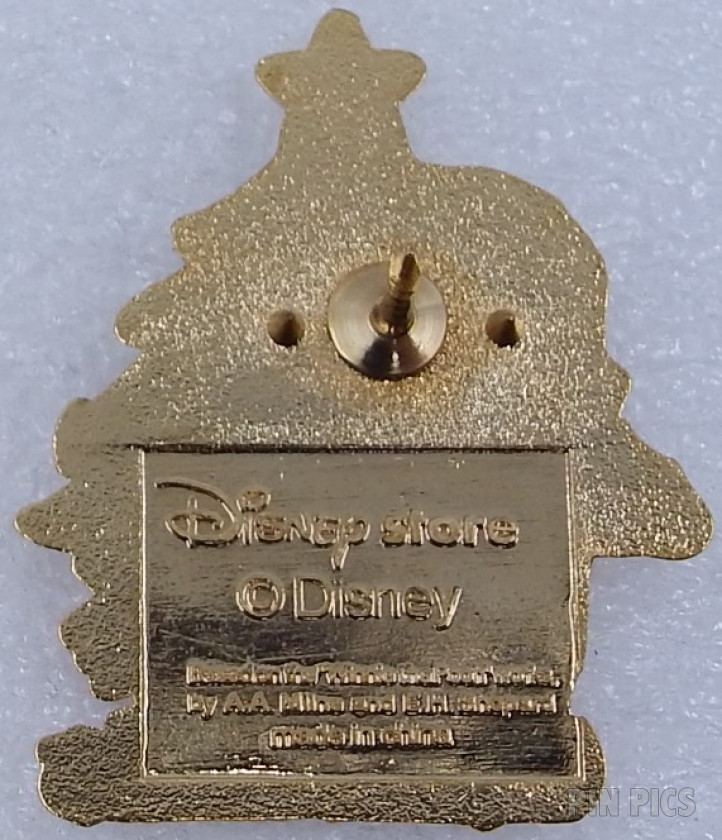 Disney store
© Disney
Based on the "Winnie the Pooh" works,
by A.A. Milne and E.H. Shepard
made in china
PIN PICS